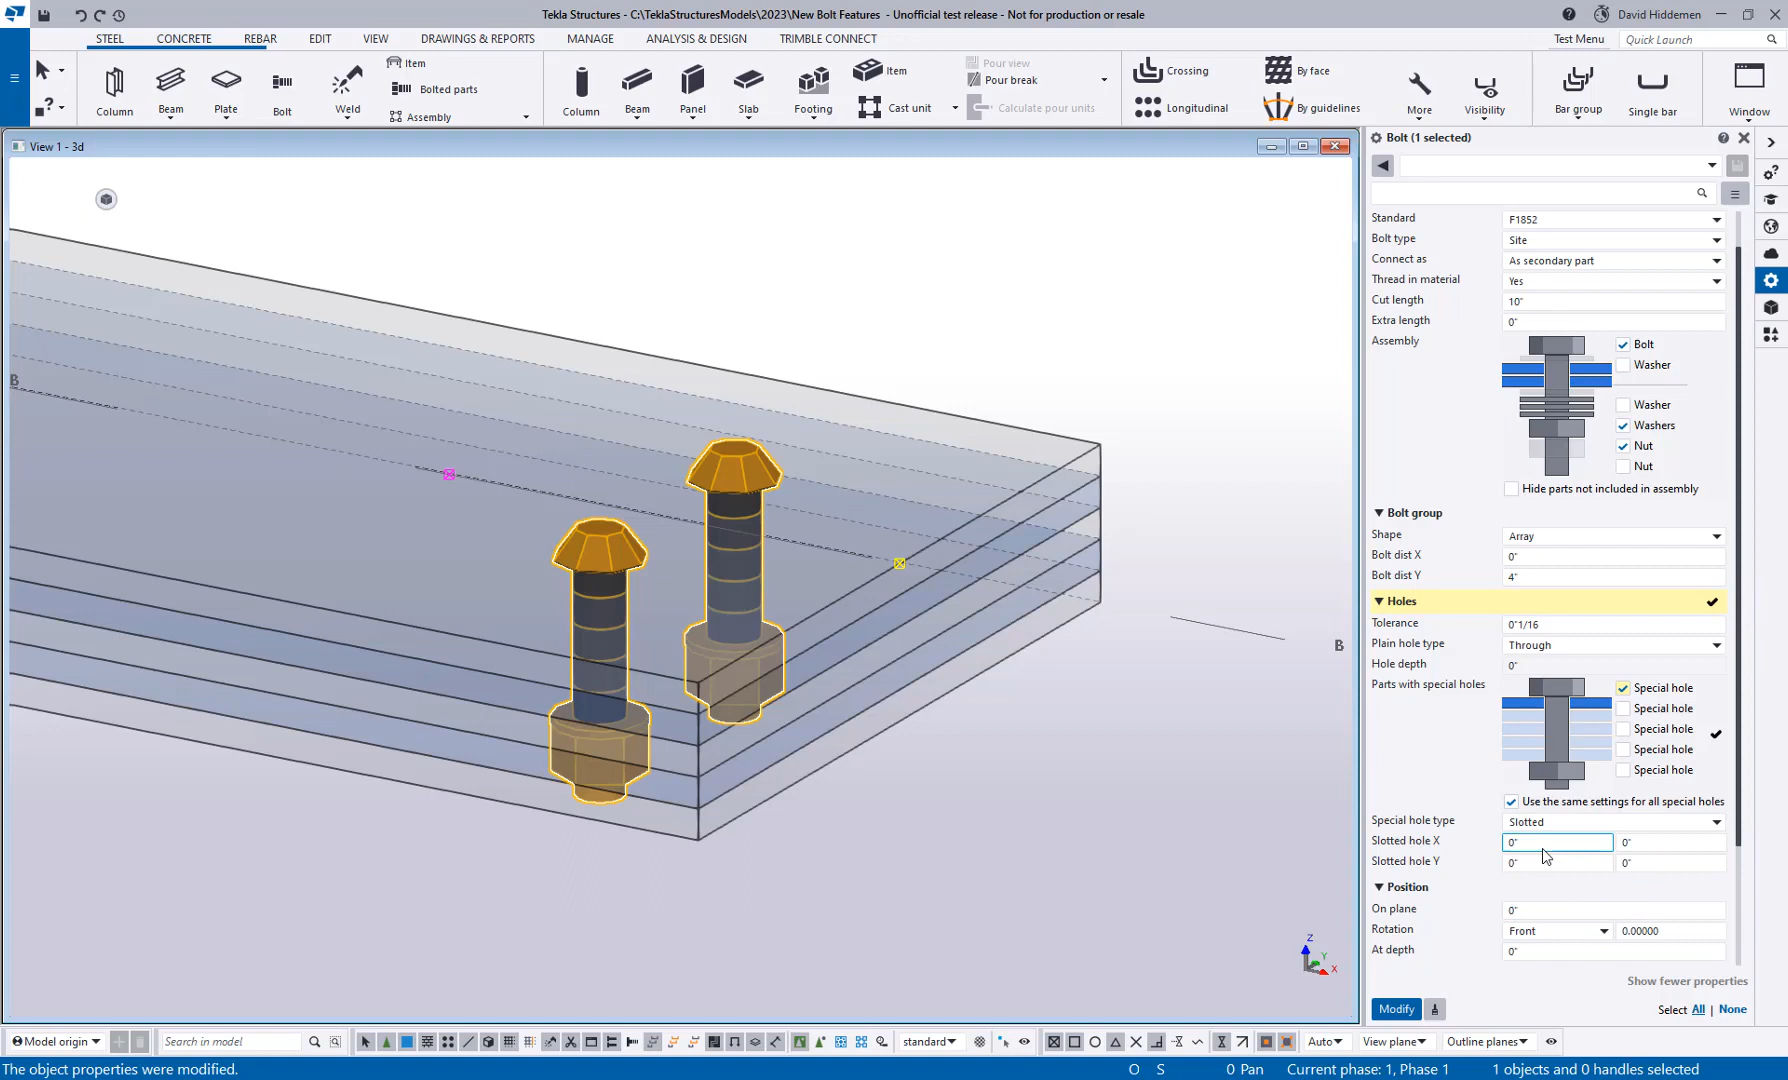 Tekla Structures - C:\TeklaStructuresModels\2023\New Bolt Features - Unofficial test release - Not for production or resale
David Hiddemen
STEEL CONCRETE REBAR EDIT VIEW DRAWINGS & REPORTS MANAGE ANALYSIS & DESIGN TRIMBLE CONNECT
Test Menu
Quick Launch
Column
Beam
Plate
Bolt
Weld
Item
Bolted parts
Assembly
Column
Beam
Panel
Slab
Footing
Item
Cast unit
Pour view
Pour break
Calculate pour units
Crossing
Longitudinal
By face
By guidelines
More
Visibility
Bar group
Single bar
Window
View 1 - 3d
B
B
Z
Y
X
Bolt (1 selected)
Standard F1852
Bolt type Site
Connect as As secondary part
Thread in material Yes
Cut length 10"
Extra length 0"
Assembly
Bolt
Washer
Washer
Washers
Nut
Nut
Hide parts not included in assembly
Bolt group
Shape Array
Bolt dist X 0"
Bolt dist Y 4"
Holes
Tolerance 0"1/16
Plain hole type Through
Hole depth 0"
Parts with special holes
Special hole
Special hole
Special hole
Special hole
Special hole
Use the same settings for all special holes
Special hole type Slotted
Slotted hole X 0" 0"
Slotted hole Y 0" 0"
Position
On plane 0"
Rotation Front 0.00000
At depth 0"
Show fewer properties
Modify
Select All | None
Model origin
Search in model
standard
Auto
View plane
Outline planes
The object properties were modified.
O S 0 Pan Current phase: 1, Phase 1 1 objects and 0 handles selected